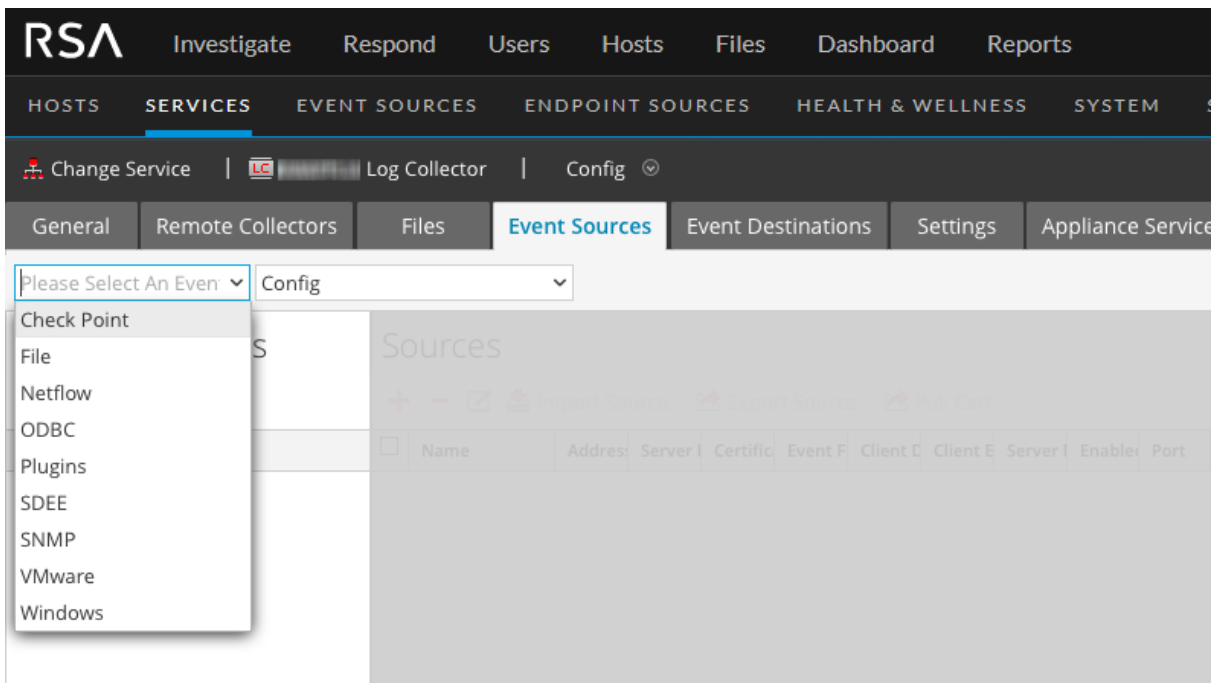 RSA Investigate Respond Users Hosts Files Dashboard Reports
HOSTS SERVICES EVENT SOURCES ENDPOINT SOURCES HEALTH & WELLNESS SYSTEM S
Change Service | LC Log Collector | Config
General Remote Collectors Files Event Sources Event Destinations Settings Appliance Service
Please Select An Even Config
Check Point
File
Netflow
ODBC
Plugins
SDEE
SNMP
VMware
Windows
s Sources
Import Source Export Source Pull Cert
Name Addres Server Certific Event F Client D Client E Server Enable Port